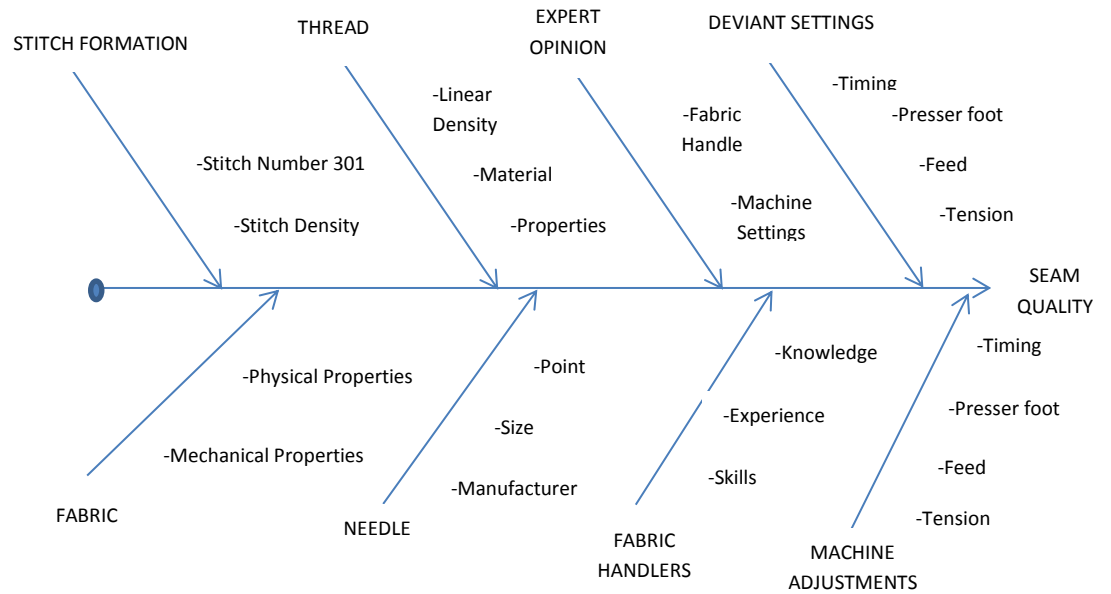 STITCH FORMATION
THREAD
EXPERT
OPINION
DEVIANT SETTINGS
-Stitch Number 301
-Stitch Density
-Linear
Density
-Material
-Properties
-Fabric
Handle
-Machine
Settings
-Timing
-Presser foot
-Feed
-Tension
SEAM
QUALITY
-Physical Properties
-Mechanical Properties
FABRIC
-Point
-Size
-Manufacturer
NEEDLE
-Knowledge
-Experience
-Skills
FABRIC
HANDLERS
-Timing
-Presser foot
-Feed
-Tension
MACHINE
ADJUSTMENTS